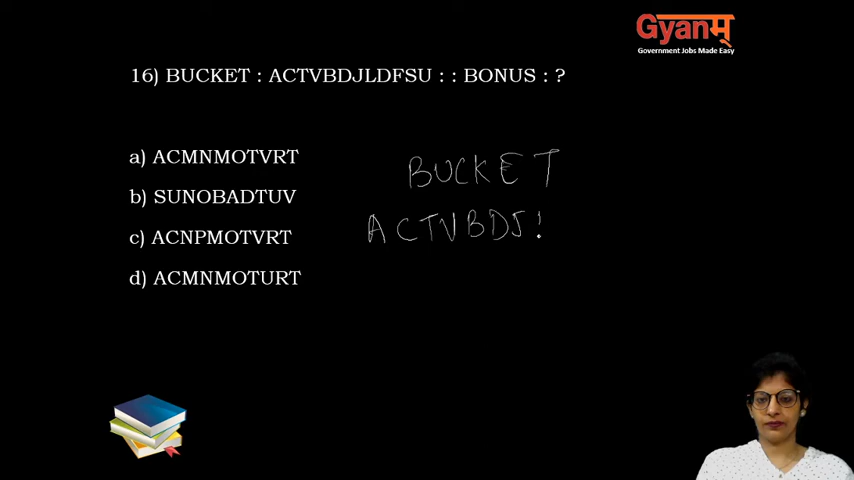 Gyanम्
Government Jobs Made Easy
16) BUCKET : ACTVBDJLDFSU : : BONUS : ?
a) ACMNMOTVRT
b) SUNOBADTUV
c) ACNPMOTVRT
d) ACMNMOTURT
BUCKET
ACTVBDJ